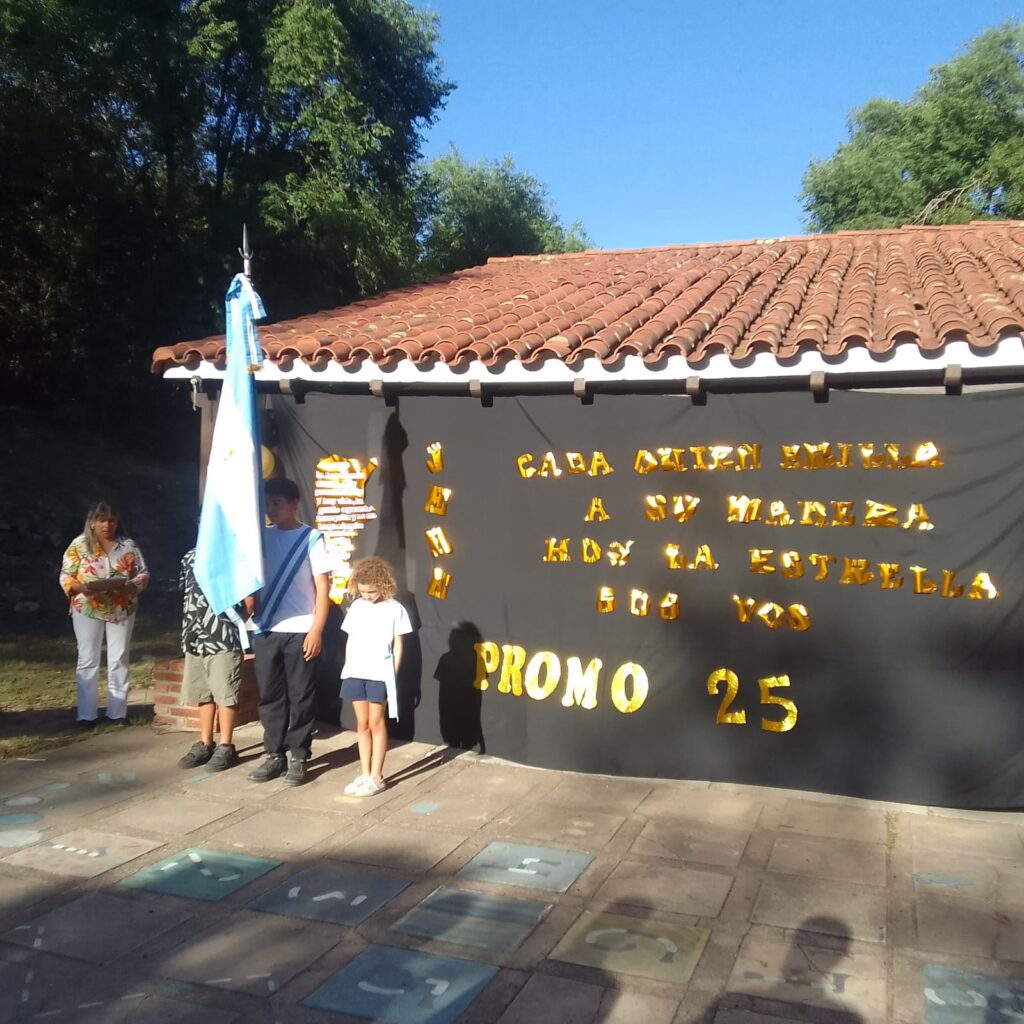 CADA QUIEN BRILLA
A SU MANERA
HOY LA ESTRELLA
SOS VOS
PROMO 25